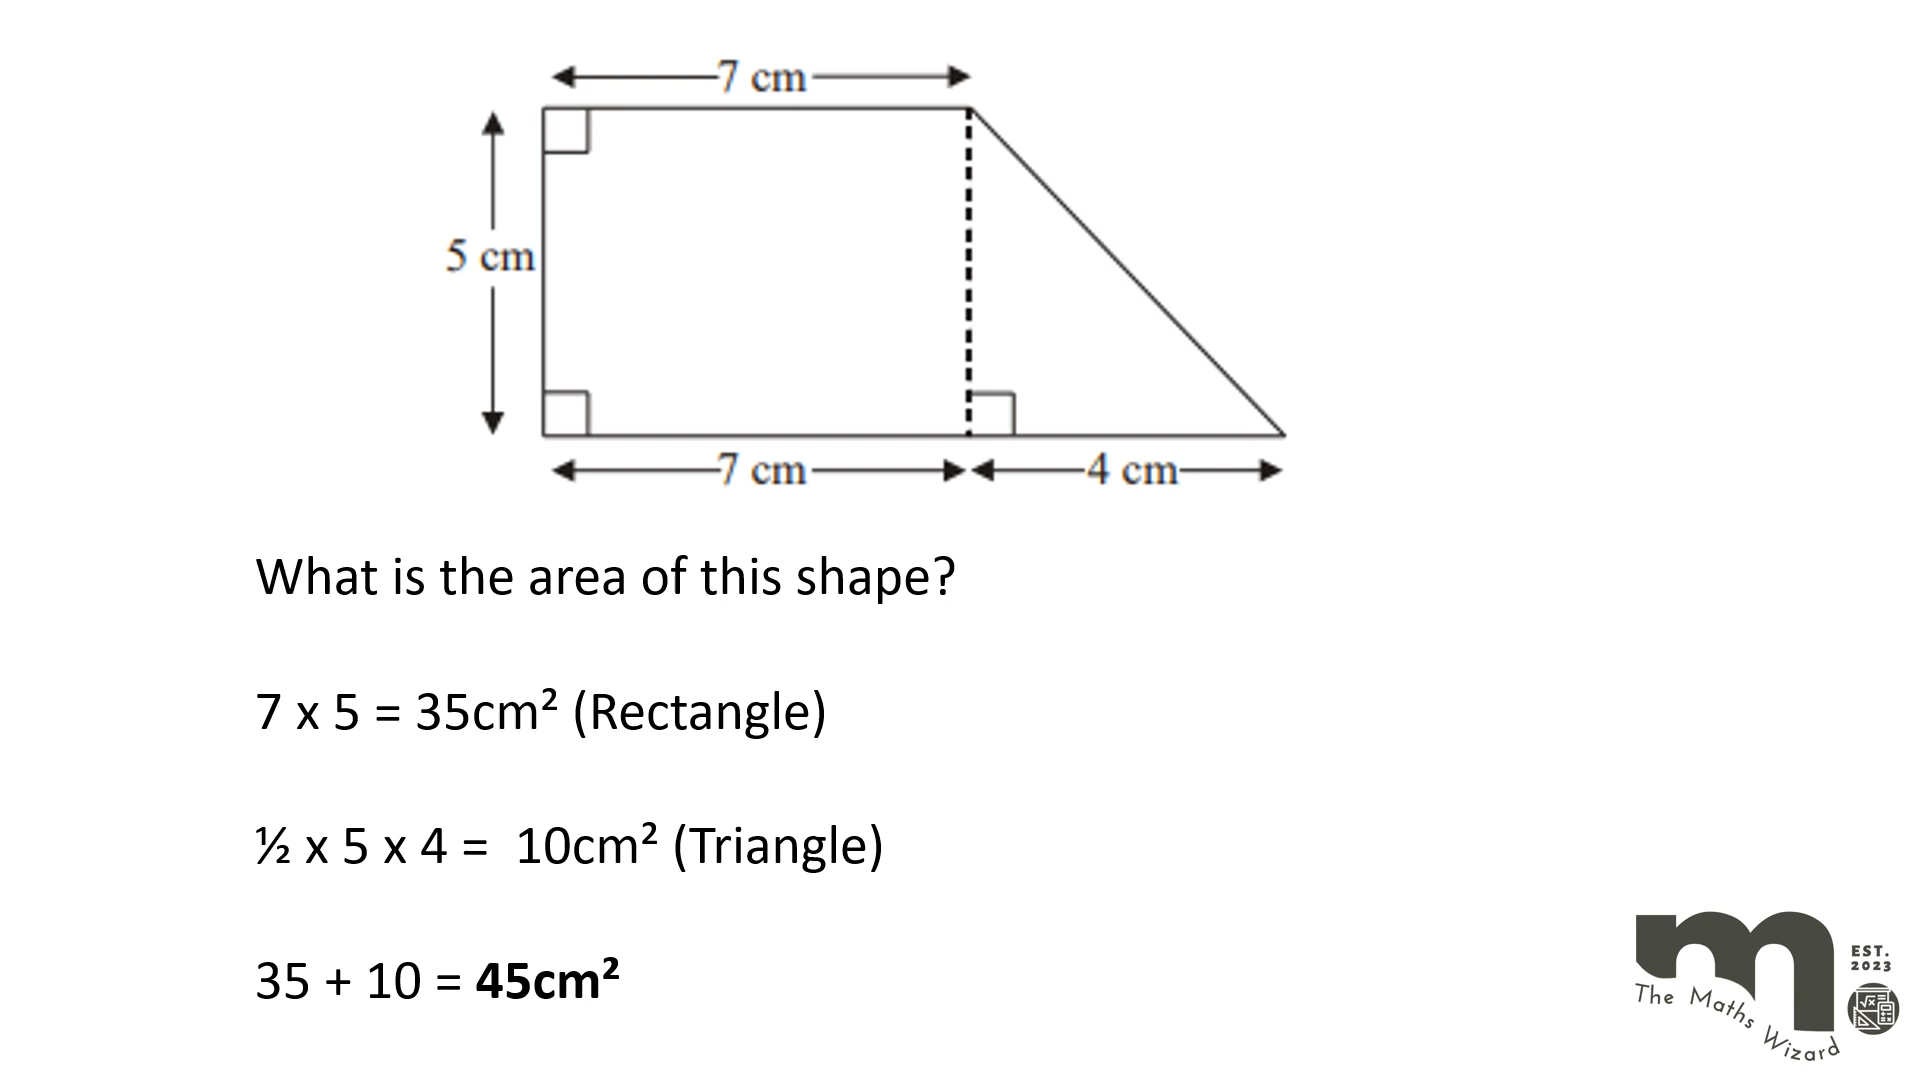 7 cm
5 cm
7 cm
4 cm
What is the area of this shape?
7 x 5 = 35cm² (Rectangle)
½ x 5 x 4 =  10cm² (Triangle)
35 + 10 = 45cm²
EST.
2023
The Maths Wizard